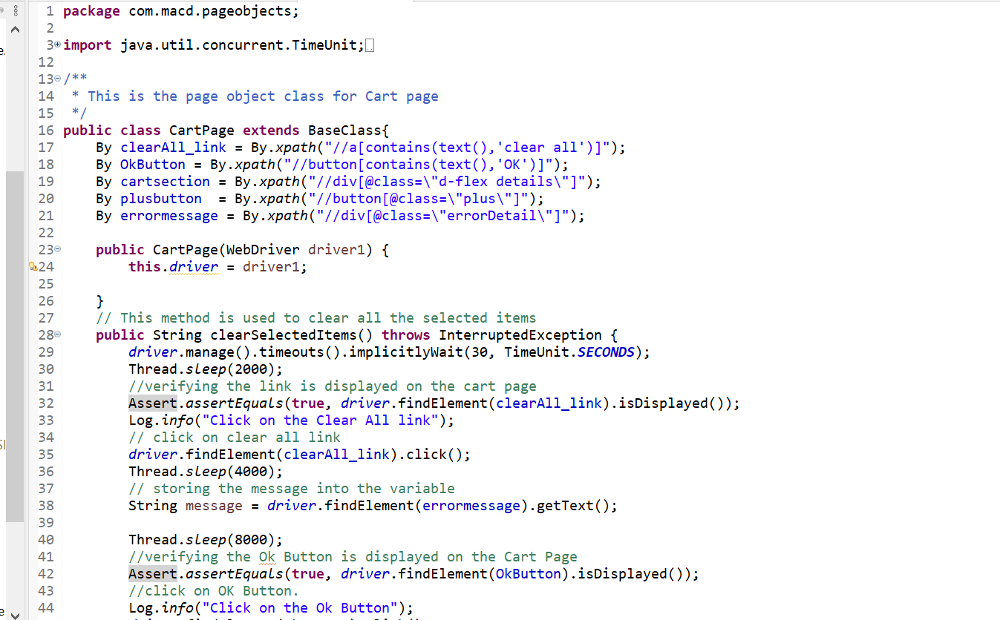 1 package com.macd.pageobjects;
2
3 import java.util.concurrent.TimeUnit;
12
13 /**
14  * This is the page object class for Cart page
15  */
16 public class CartPage extends BaseClass{
17     By clearAll_link = By.xpath("//a[contains(text(),'clear all')]");
18     By OkButton = By.xpath("//button[contains(text(),'OK')]");
19     By cartsection = By.xpath("//div[@class=\"d-flex details\"]");
20     By plusbutton  = By.xpath("//button[@class=\"plus\"]");
21     By errormessage = By.xpath("//div[@class=\"errorDetail\"]");
22
23     public CartPage(WebDriver driver1) {
24         this.driver = driver1;
25
26     }
27     // This method is used to clear all the selected items
28     public String clearSelectedItems() throws InterruptedException {
29         driver.manage().timeouts().implicitlyWait(30, TimeUnit.SECONDS);
30         Thread.sleep(2000);
31         //verifying the link is displayed on the cart page
32         Assert.assertEquals(true, driver.findElement(clearAll_link).isDisplayed());
33         Log.info("Click on the Clear All link");
34         // click on clear all link
35         driver.findElement(clearAll_link).click();
36         Thread.sleep(4000);
37         // storing the message into the variable
38         String message = driver.findElement(errormessage).getText();
39
40         Thread.sleep(8000);
41         //verifying the Ok Button is displayed on the Cart Page
42         Assert.assertEquals(true, driver.findElement(OkButton).isDisplayed());
43         //click on OK Button.
44         Log.info("Click on the Ok Button");